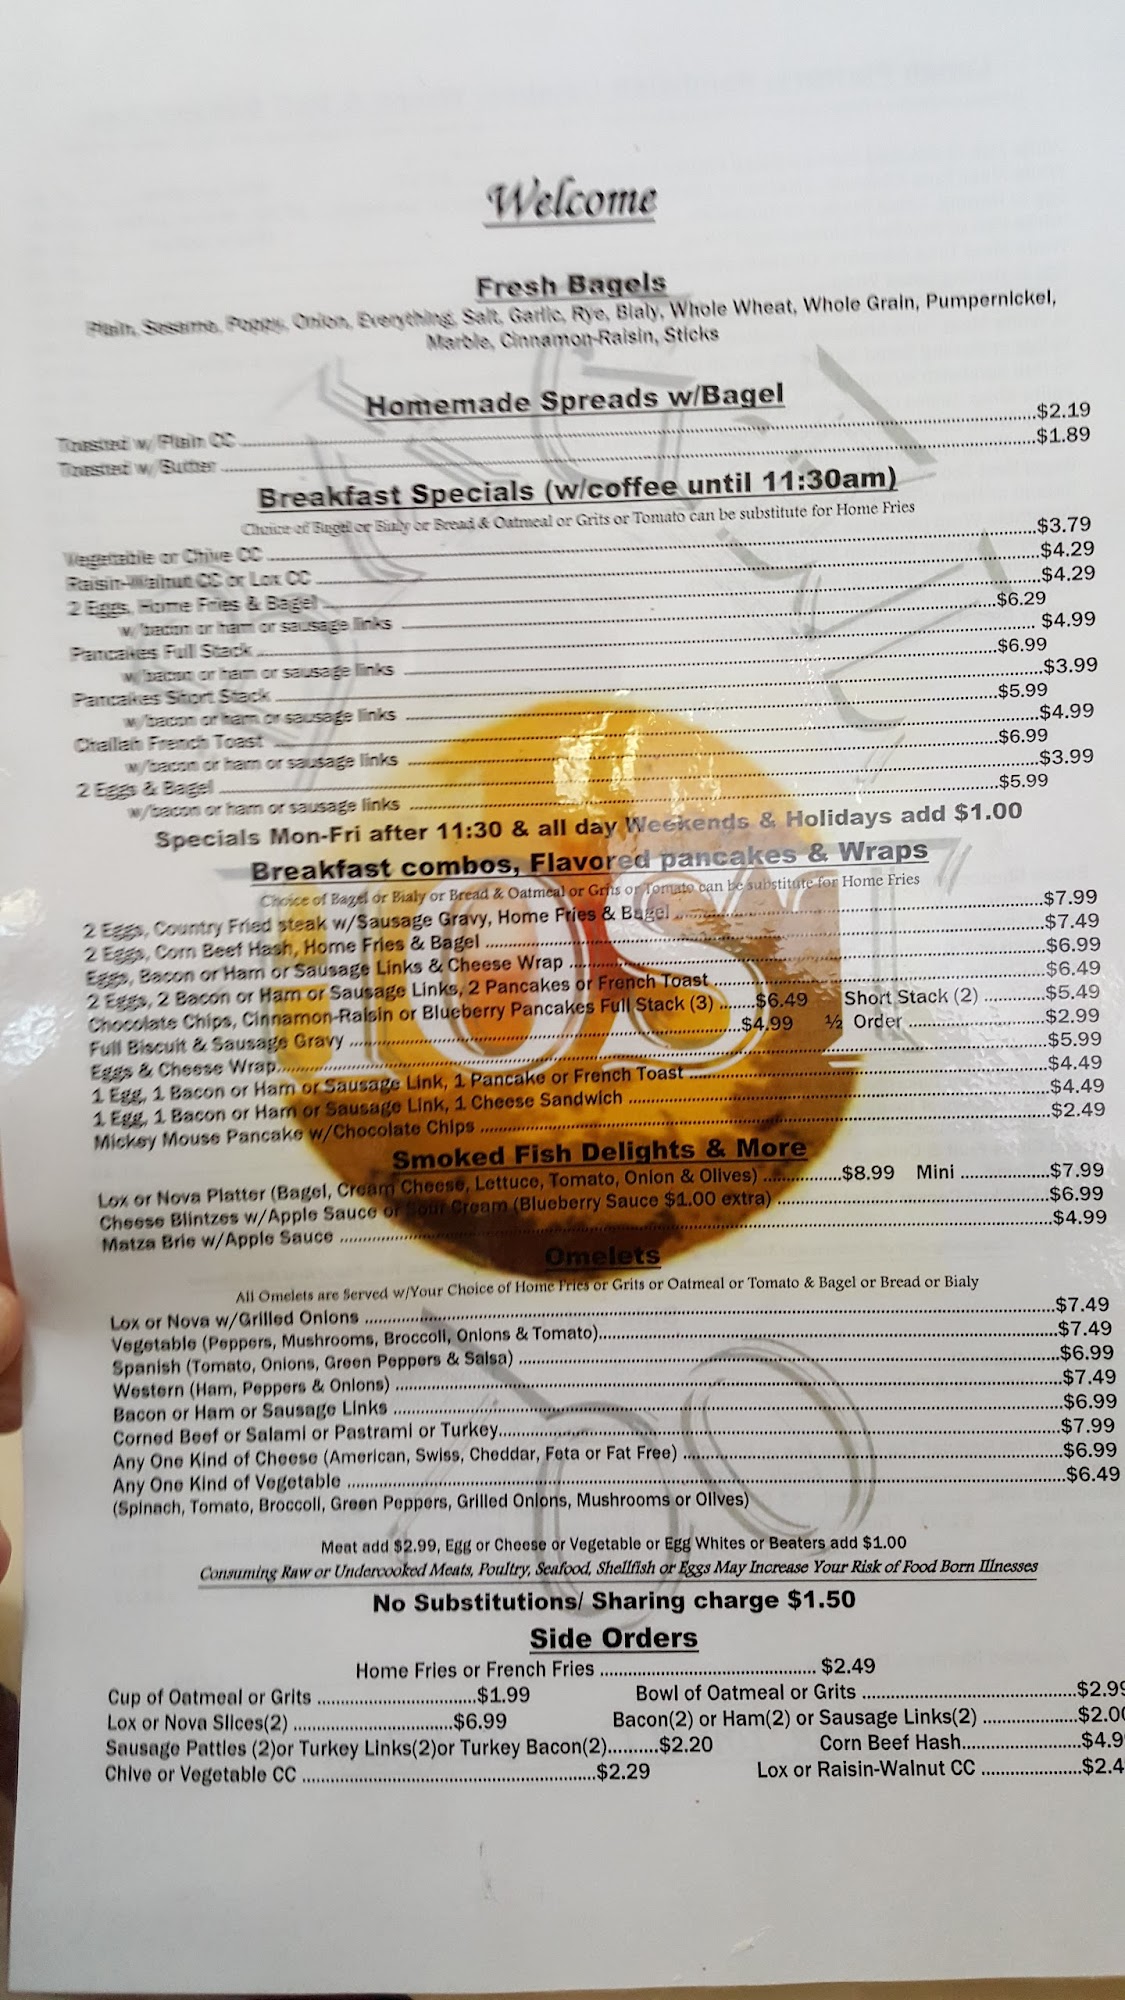 Welcome
Fresh Bagels
Plain, Sesame, Poppy, Onion, Everything, Salt, Garlic, Rye, Bialy, Whole Wheat, Whole Grain, Pumpernickel,
Marble, Cinnamon-Raisin, Sticks
Homemade Spreads w/Bagel
Toasted w/ Plain CC ........ $2.19
Toasted w/ Butter ........ $1.89
Breakfast Specials (w/coffee until 11:30am)
Choice of Bagel or Bialy or Bread & Oatmeal or Grits or Tomato can be substitute for Home Fries
Vegetable or Chive CC ........ $3.79
Raisin-Walnut CC or Lox CC ........ $4.29
2 Eggs, Home Fries & Bagel ........ $4.29
w/bacon or ham or sausage links ........ $6.29
Pancakes Full Stack ........ $4.99
w/bacon or ham or sausage links ........ $6.99
Pancakes Short Stack ........ $3.99
w/bacon or ham or sausage links ........ $5.99
Challah French Toast ........ $4.99
w/bacon or ham or sausage links ........ $6.99
2 Eggs & Bagel ........ $3.99
w/bacon or ham or sausage links ........ $5.99
Specials Mon-Fri after 11:30 & all day Weekends & Holidays add $1.00
Breakfast combos, Flavored pancakes & Wraps
Choice of Bagel or Bialy or Bread & Oatmeal or Grits or Tomato can be substitute for Home Fries
2 Eggs, Country Fried steak w/Sausage Gravy, Home Fries & Bagel ........ $7.99
2 Eggs, Corn Beef Hash, Home Fries & Bagel ........ $7.49
Eggs, Bacon or Ham or Sausage Links & Cheese Wrap ........ $6.99
2 Eggs, 2 Bacon or Ham or Sausage Links, 2 Pancakes or French Toast ........ $6.49
Chocolate Chips, Cinnamon-Raisin or Blueberry Pancakes Full Stack (3) ........ $6.49 Short Stack (2) ........ $5.49
Full Biscuit & Sausage Gravy ........ $4.99 ½ Order ........ $2.99
Eggs & Cheese Wrap ........ $5.99
1 Egg, 1 Bacon or Ham or Sausage Link, 1 Pancake or French Toast ........ $4.49
1 Egg, 1 Bacon or Ham or Sausage Link, 1 Cheese Sandwich ........ $4.49
Mickey Mouse Pancake w/Chocolate Chips ........ $2.49
Smoked Fish Delights & More
Lox or Nova Platter (Bagel, Cream Cheese, Lettuce, Tomato, Onion & Olives) ........ $8.99 Mini ........ $7.99
Cheese Blintzes w/Apple Sauce or Sour Cream (Blueberry Sauce $1.00 extra) ........ $6.99
Matza Brie w/Apple Sauce ........ $4.99
Omelets
All Omelets are Served w/Your Choice of Home Fries or Grits or Oatmeal or Tomato & Bagel or Bread or Bialy
Lox or Nova w/Grilled Onions ........ $7.49
Vegetable (Peppers, Mushrooms, Broccoli, Onions & Tomato) ........ $7.49
Spanish (Tomato, Onions, Green Peppers & Salsa) ........ $6.99
Western (Ham, Peppers & Onions) ........ $7.49
Bacon or Ham or Sausage Links ........ $6.99
Corned Beef or Salami or Pastrami or Turkey ........ $7.99
Any One Kind of Cheese (American, Swiss, Cheddar, Feta or Fat Free) ........ $6.99
Any One Kind of Vegetable ........ $6.49
(Spinach, Tomato, Broccoli, Green Peppers, Grilled Onions, Mushrooms or Olives)
Meat add $2.99, Egg or Cheese or Vegetable or Egg Whites or Beaters add $1.00
Consuming Raw or Undercooked Meats, Poultry, Seafood, Shellfish or Eggs May Increase Your Risk of Food Born Illnesses
No Substitutions/ Sharing charge $1.50
Side Orders
Home Fries or French Fries ........ $2.49
Cup of Oatmeal or Grits ........ $1.99 Bowl of Oatmeal or Grits ........ $2.99
Lox or Nova Slices(2) ........ $6.99 Bacon(2) or Ham(2) or Sausage Links(2) ........ $2.00
Sausage Patties (2)or Turkey Links(2)or Turkey Bacon(2) ........ $2.20 Corn Beef Hash ........ $4.9
Chive or Vegetable CC ........ $2.29 Lox or Raisin-Walnut CC ........ $2.4